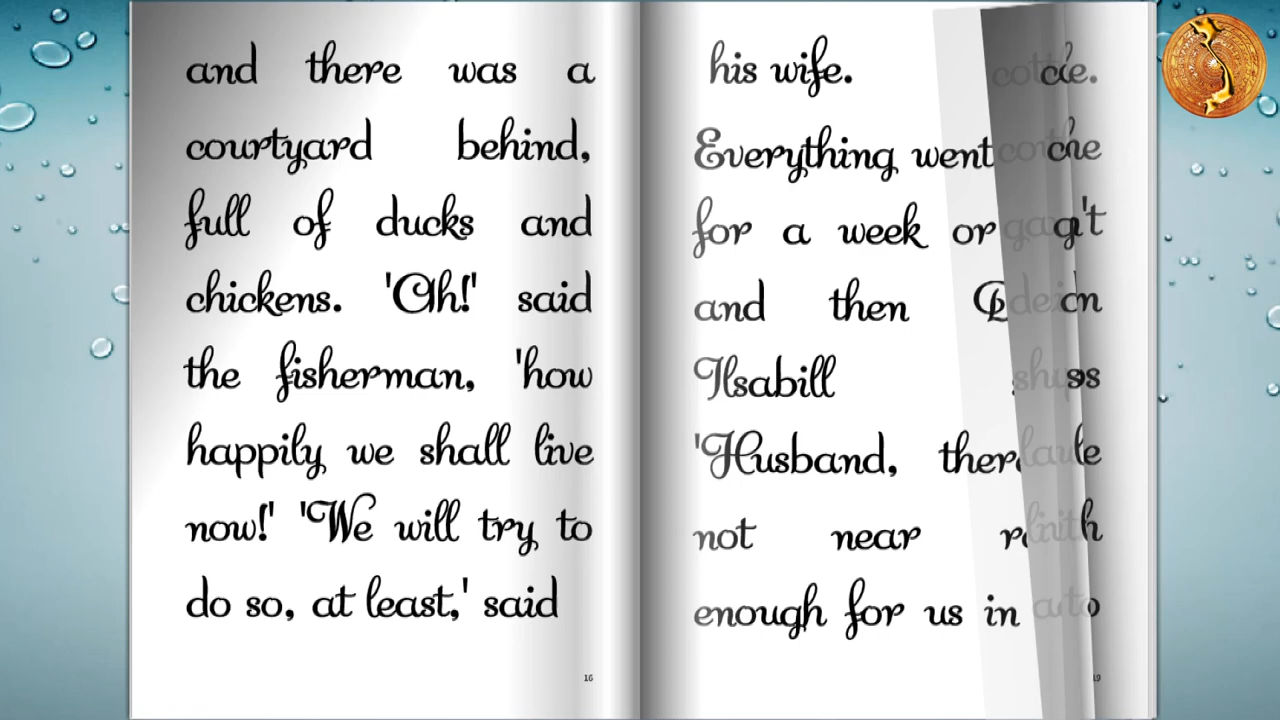 and there was a
courtyard behind,
full of ducks and
chickens. 'Oh!' said
the fisherman, 'how
happily we shall live
now!' 'We will try to
do so, at least,' said
16
his wife.
Everything went
for a week or
and then
Ilsabill
'Husband,
not near
enough for us in
19